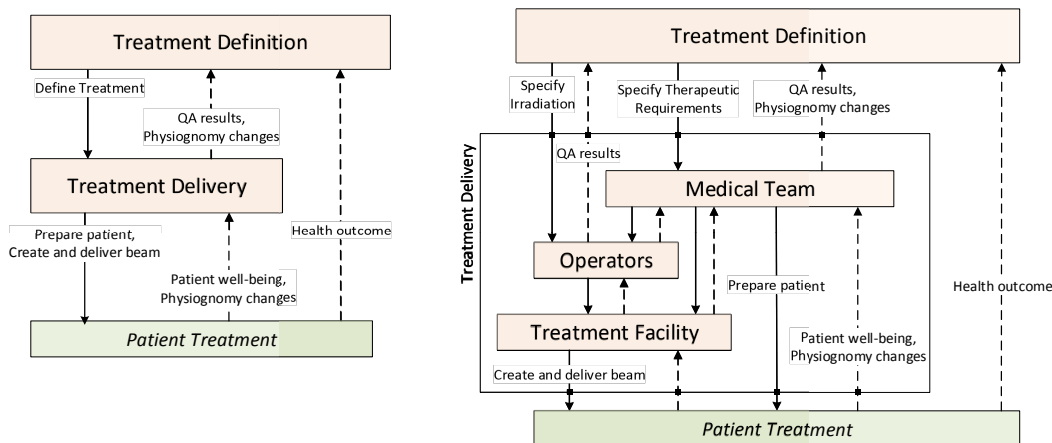 Treatment Definition
Define Treatment
QA results,
Physiognomy changes
Treatment Delivery
Prepare patient,
Create and deliver beam
Health outcome
Patient well-being,
Physiognomy changes
Patient Treatment
Treatment Definition
Specify
Irradiation
Specify Therapeutic
Requirements
QA results,
Physiognomy changes
QA results
Treatment Delivery
Medical Team
Operators
Prepare patient
Health outcome
Treatment Facility
Patient well-being,
Physiognomy changes
Create and deliver beam
Patient Treatment